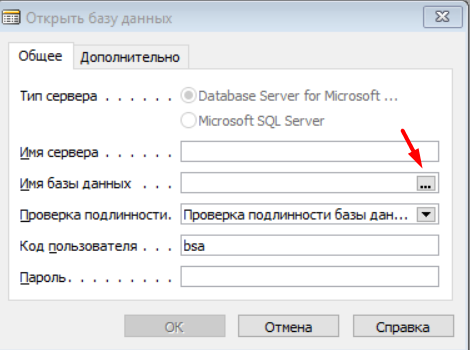 Открыть базу данных
Общее Дополнительно
Тип сервера . . . . . . Database Server for Microsoft ...
Microsoft SQL Server
Имя сервера . . . . . .
Имя базы данных . . . ...
Проверка подлинности. Проверка подлинности базы дан...
Код пользователя . . . bsa
Пароль. . . . . . . . .
ОК Отмена Справка